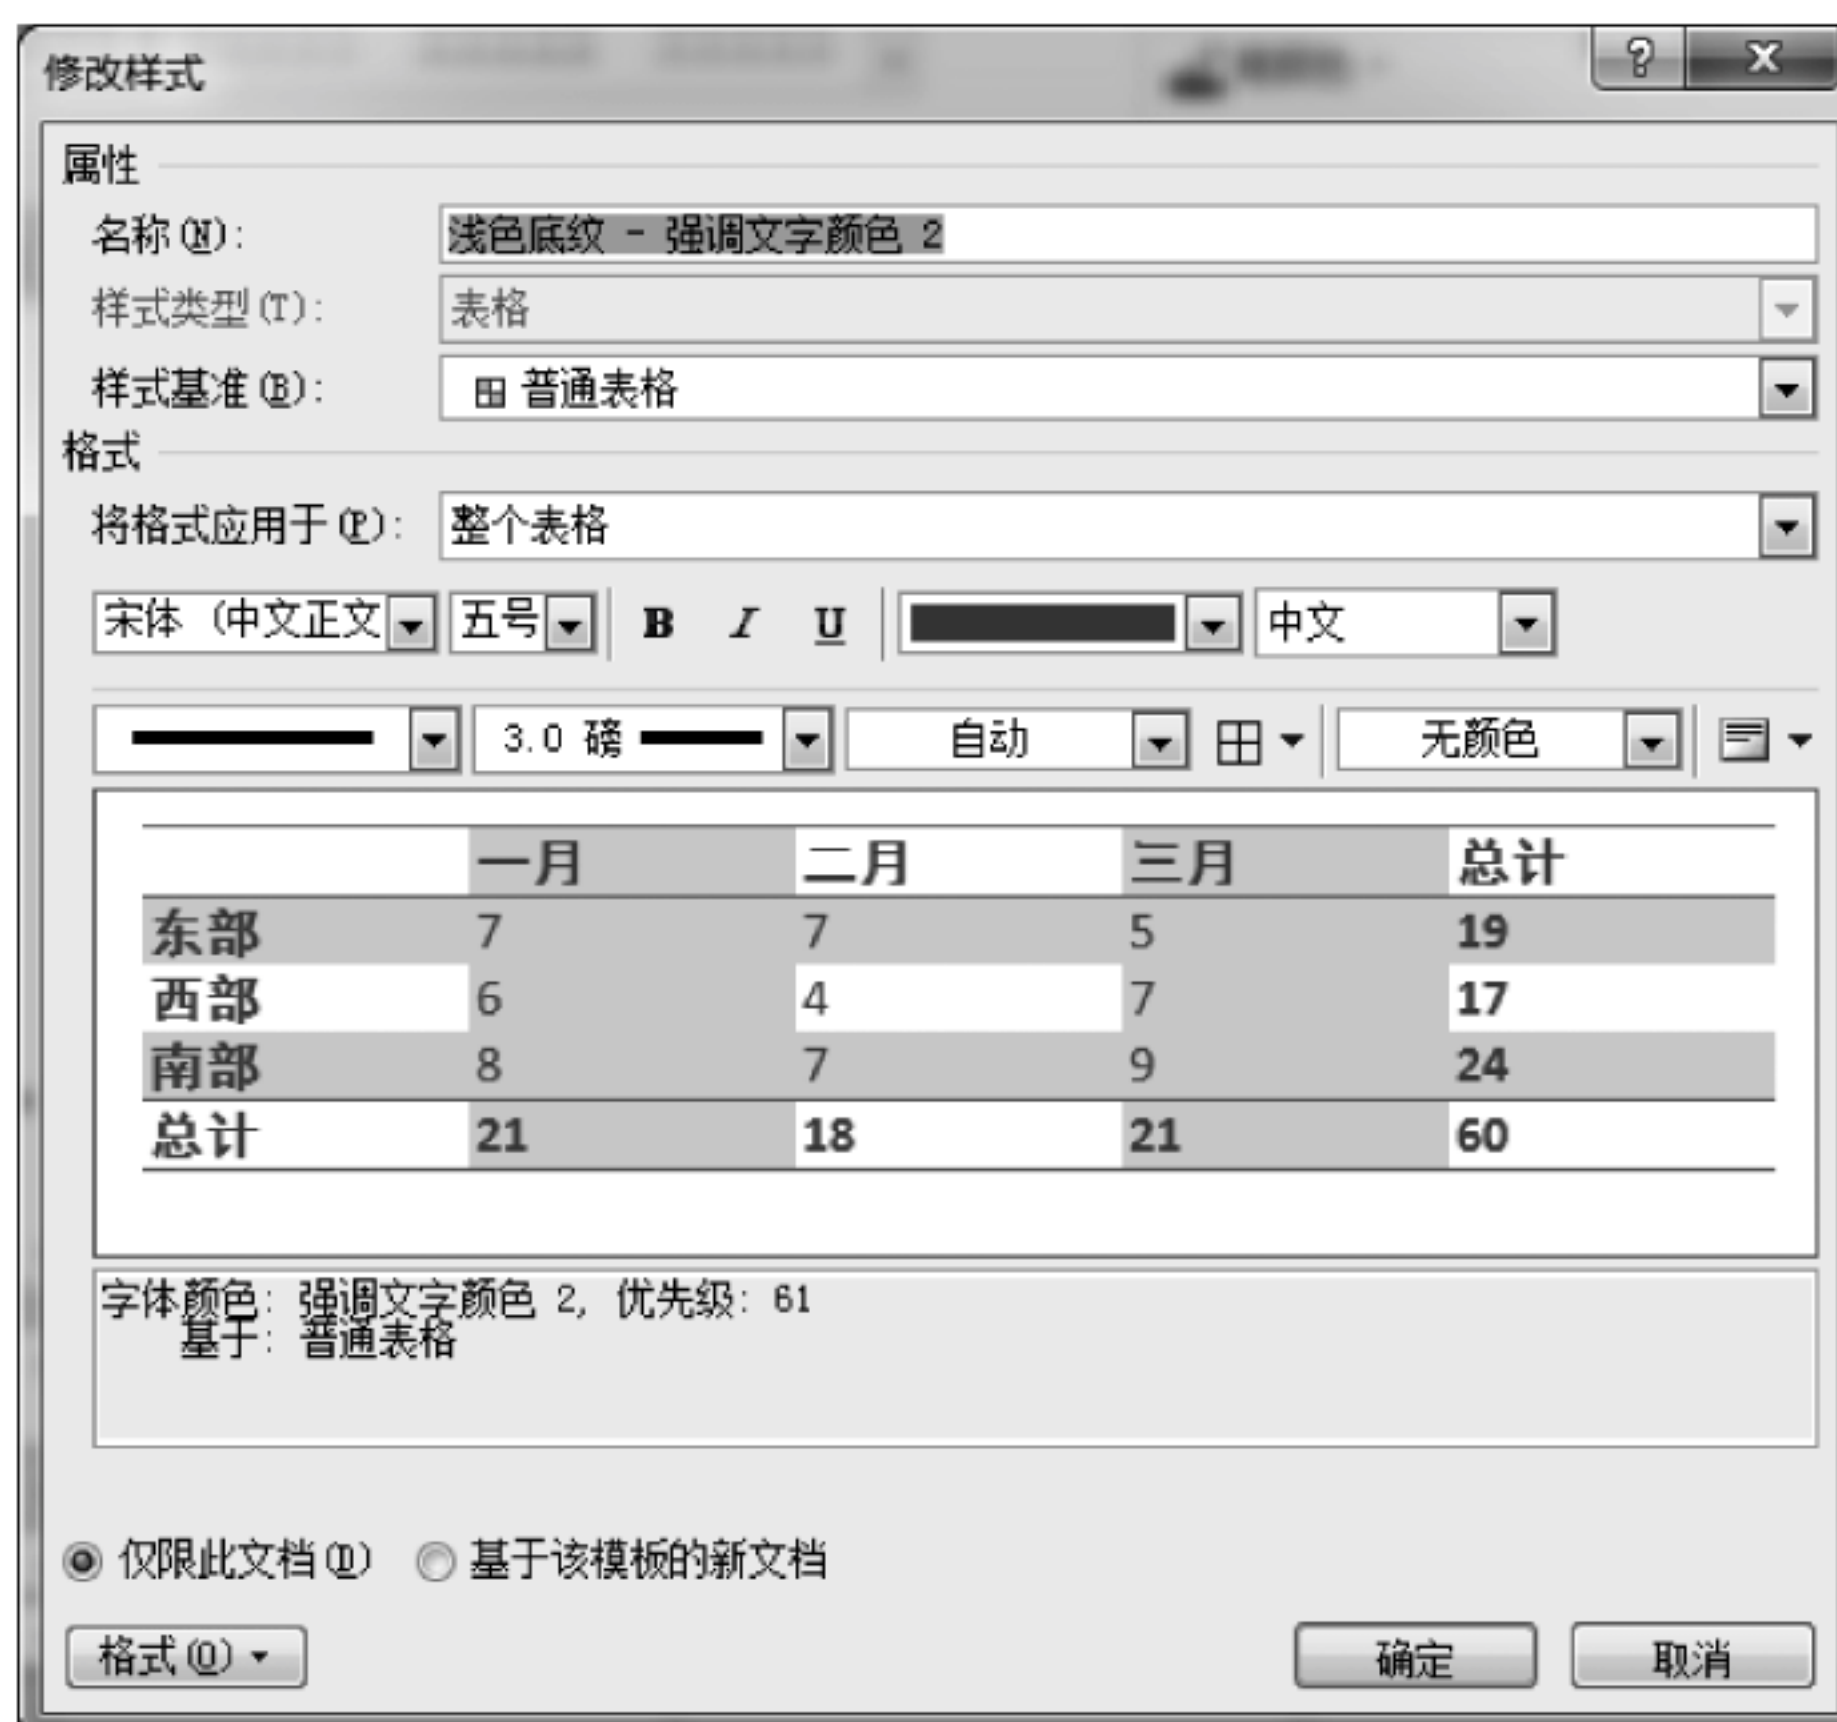 修改样式
属性
名称(N): 浅色底纹 - 强调文字颜色 2
样式类型(T): 表格
样式基准(B): 普通表格
格式
将格式应用于(P): 整个表格
宋体 (中文正文 五号 B I U 中文
3.0 磅 自动 无颜色
一月 二月 三月 总计
东部 7 7 5 19
西部 6 4 7 17
南部 8 7 9 24
总计 21 18 21 60
字体颜色: 强调文字颜色 2, 优先级: 61
基于: 普通表格
仅限此文档(D) 基于该模板的新文档
格式(O) 确定 取消